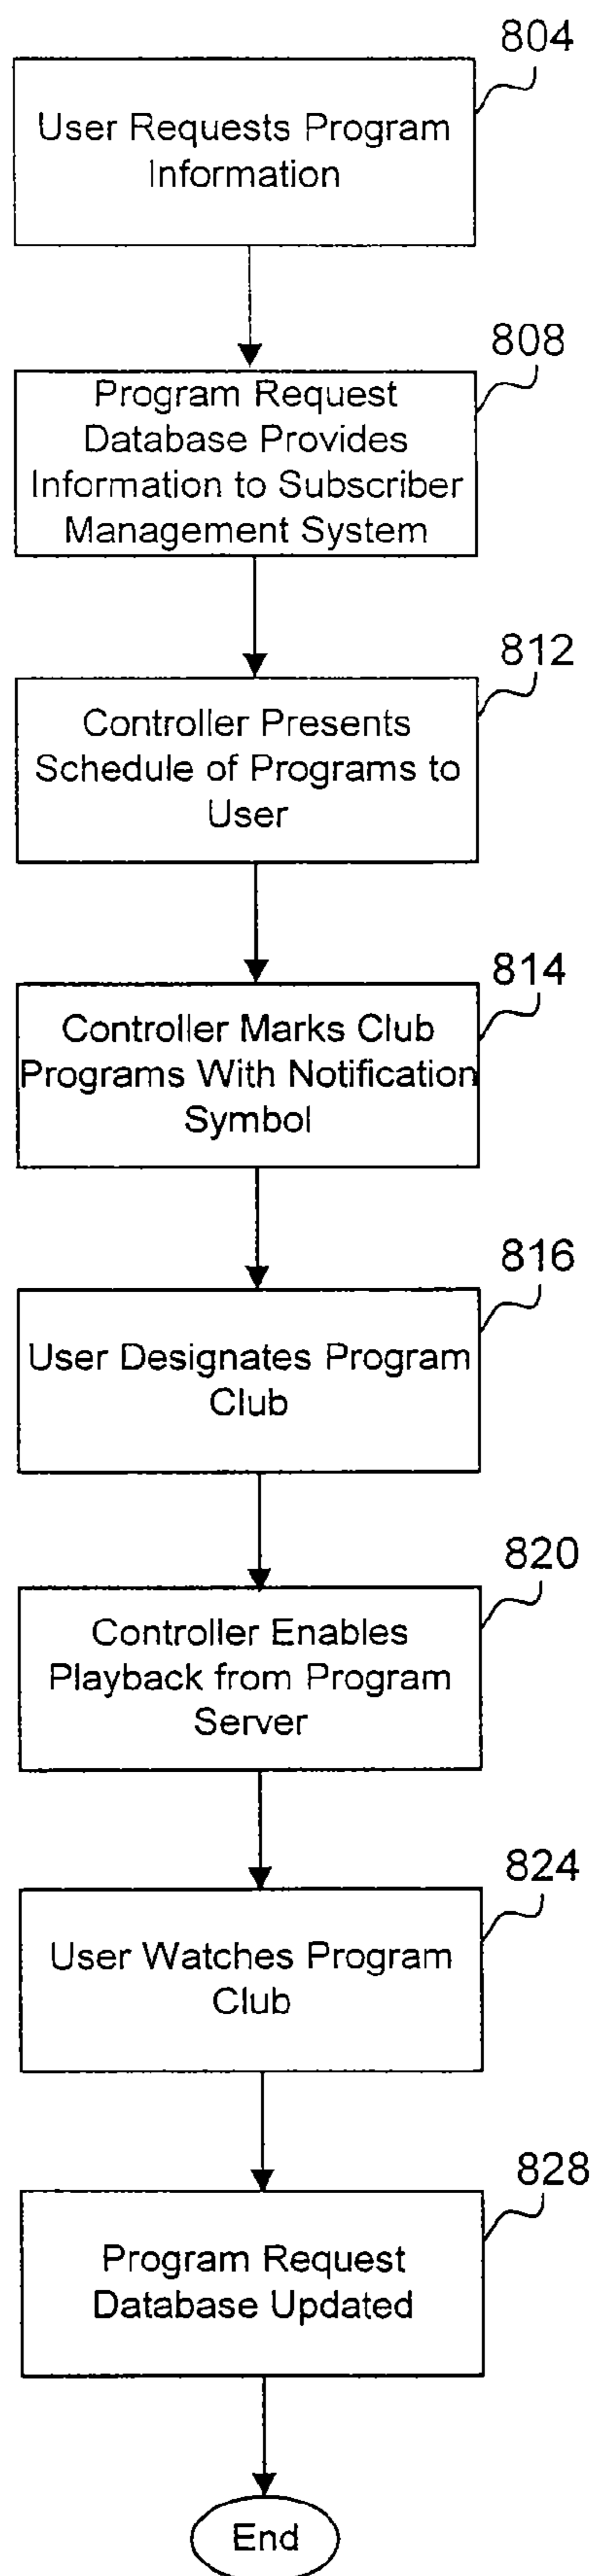 804
User Requests Program
Information
808
Program Request
Database Provides
Information to Subscriber
Management System
812
Controller Presents
Schedule of Programs to
User
814
Controller Marks Club
Programs With Notification
Symbol
816
User Designates Program
Club
820
Controller Enables
Playback from Program
Server
824
User Watches Program
Club
828
Program Request
Database Updated
End